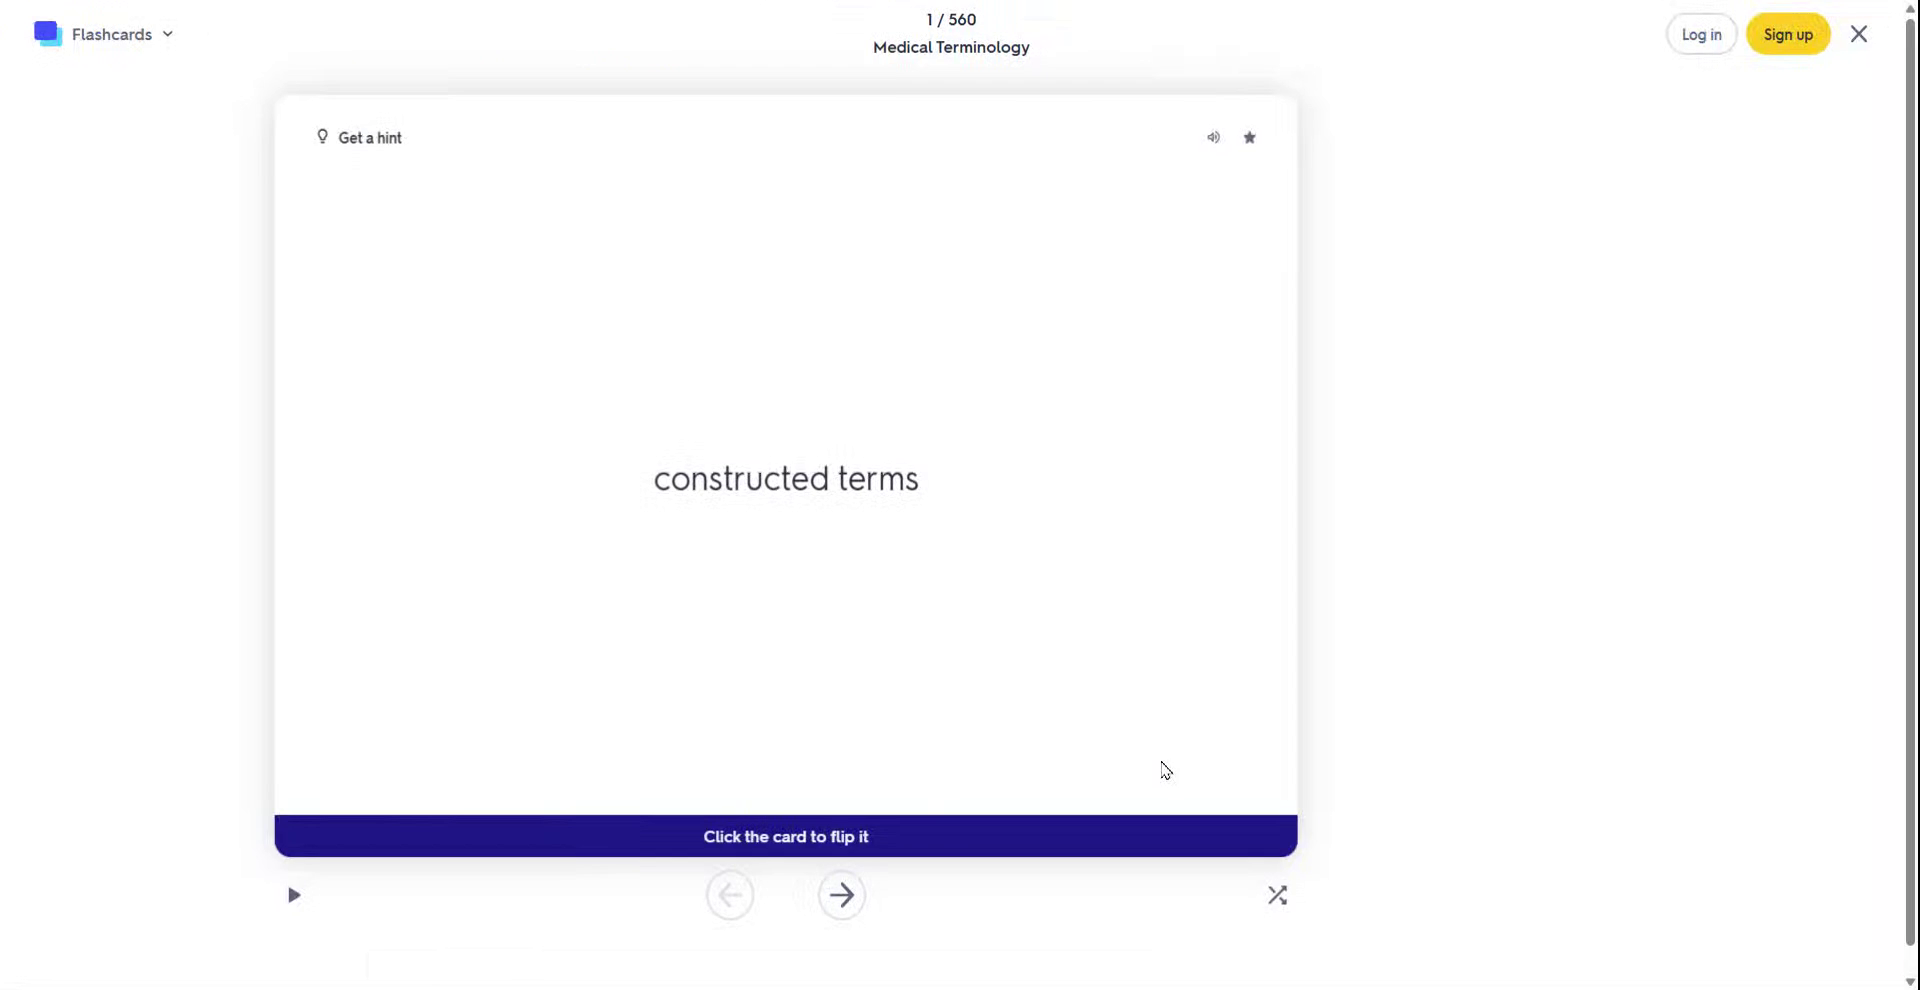 Flashcards
1 / 560
Medical Terminology
Log in
Sign up
Get a hint
constructed terms
Click the card to flip it